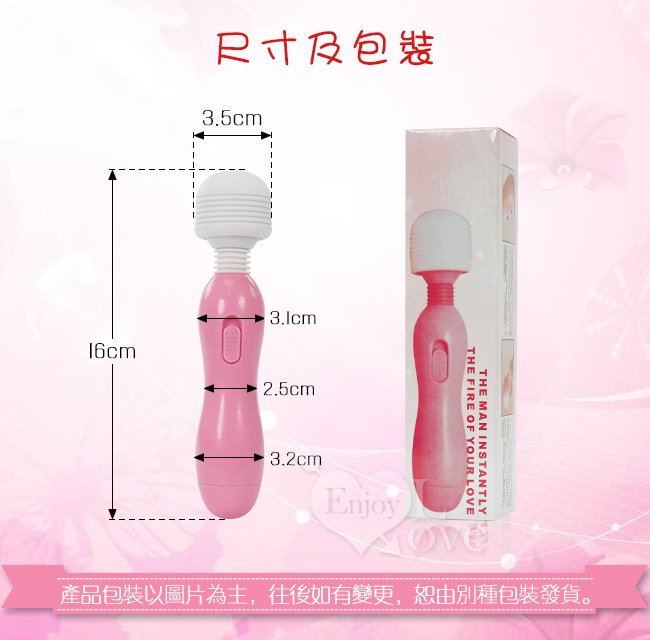 尺寸及包裝
3.5cm
16cm
3.1cm
2.5cm
3.2cm
THE MAN INSTANTLY
THE FIRE OF YOUR LOVE
Enjoy
Love
產品包裝以圖片為主，往後如有變更，恕由別種包裝發貨。